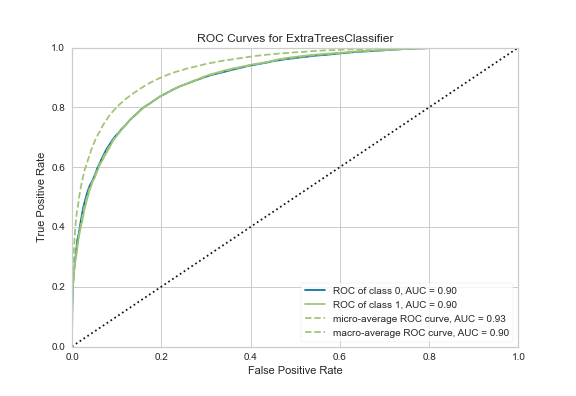 ROC Curves for ExtraTreesClassifier
1.0
0.8
0.6
0.4
0.2
0.0
True Positive Rate
ROC of class 0, AUC = 0.90
ROC of class 1, AUC = 0.90
micro-average ROC curve, AUC = 0.93
macro-average ROC curve, AUC = 0.90
0.0 0.2 0.4 0.6 0.8 1.0
False Positive Rate